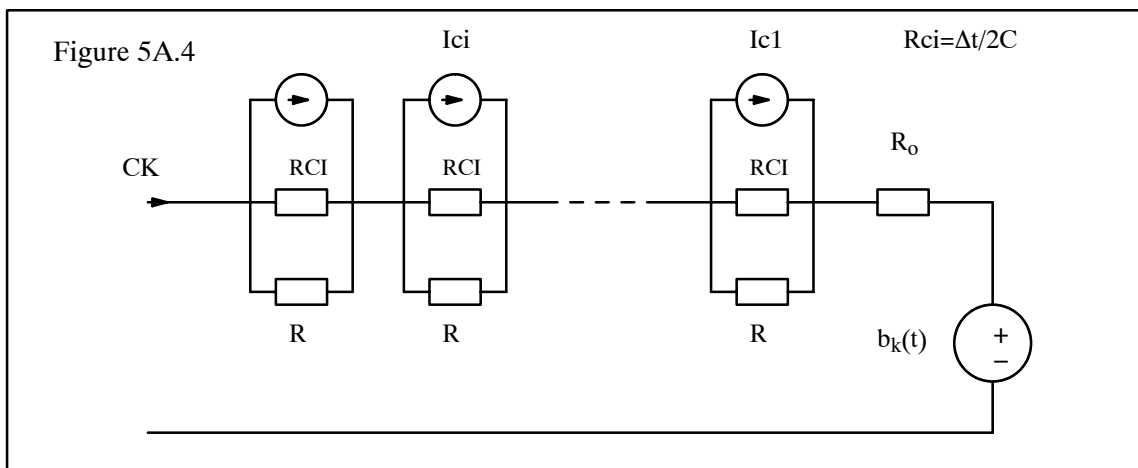 Figure 5A.4
Ici
Ic1
Rci=Δt/2C
CK
RCI
RCI
RCI
Rₒ
R
R
R
bₖ(t)
+
−